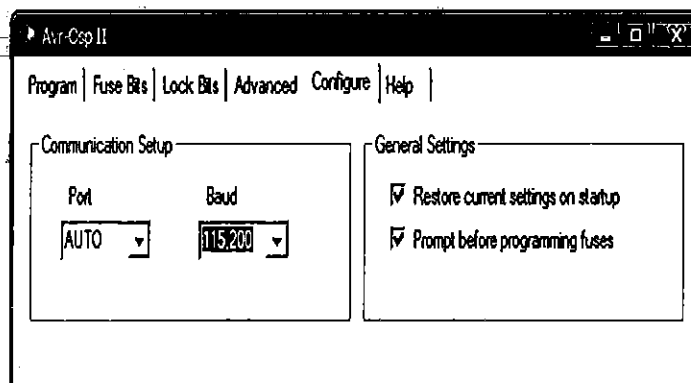 Avr-Osp II
Program Fuse Bits Lock Bits Advanced Configure Help
Communication Setup
Port Baud
AUTO 115,200
General Settings
Restore current settings on startup
Prompt before programming fuses